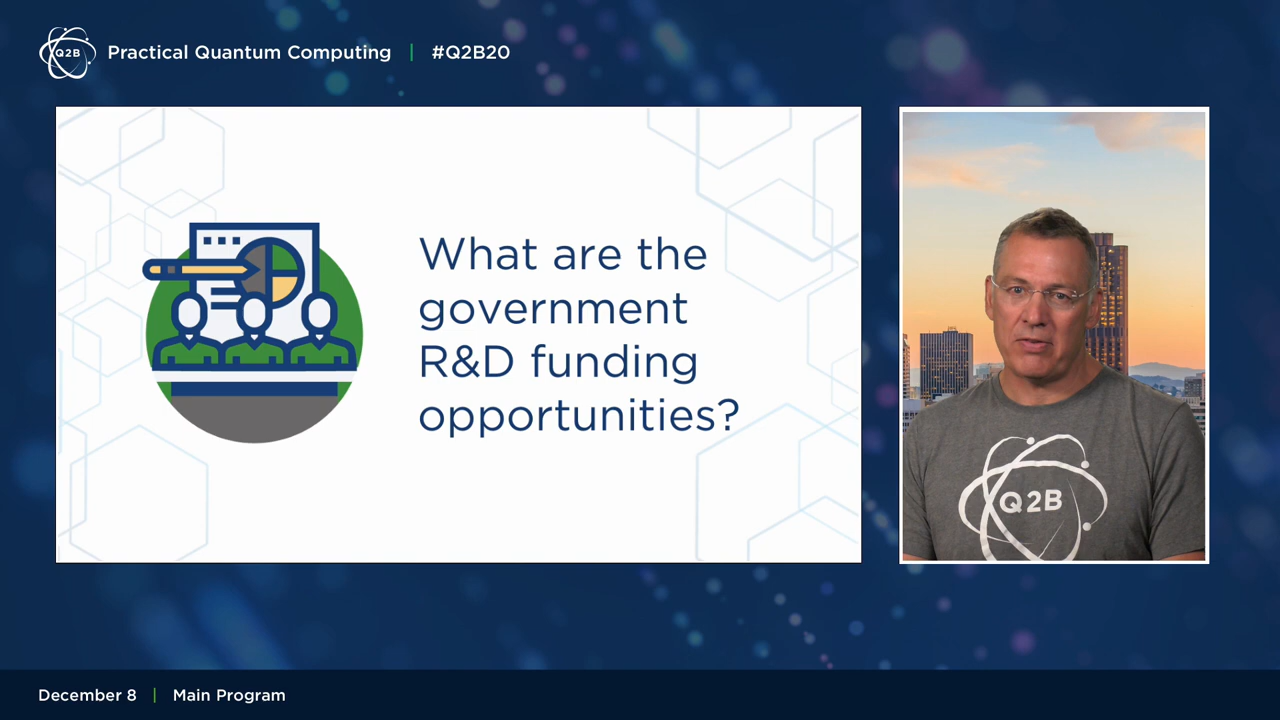 Q2B
Practical Quantum Computing | #Q2B20
What are the
government
R&D funding
opportunities?
Q2B
December 8 | Main Program